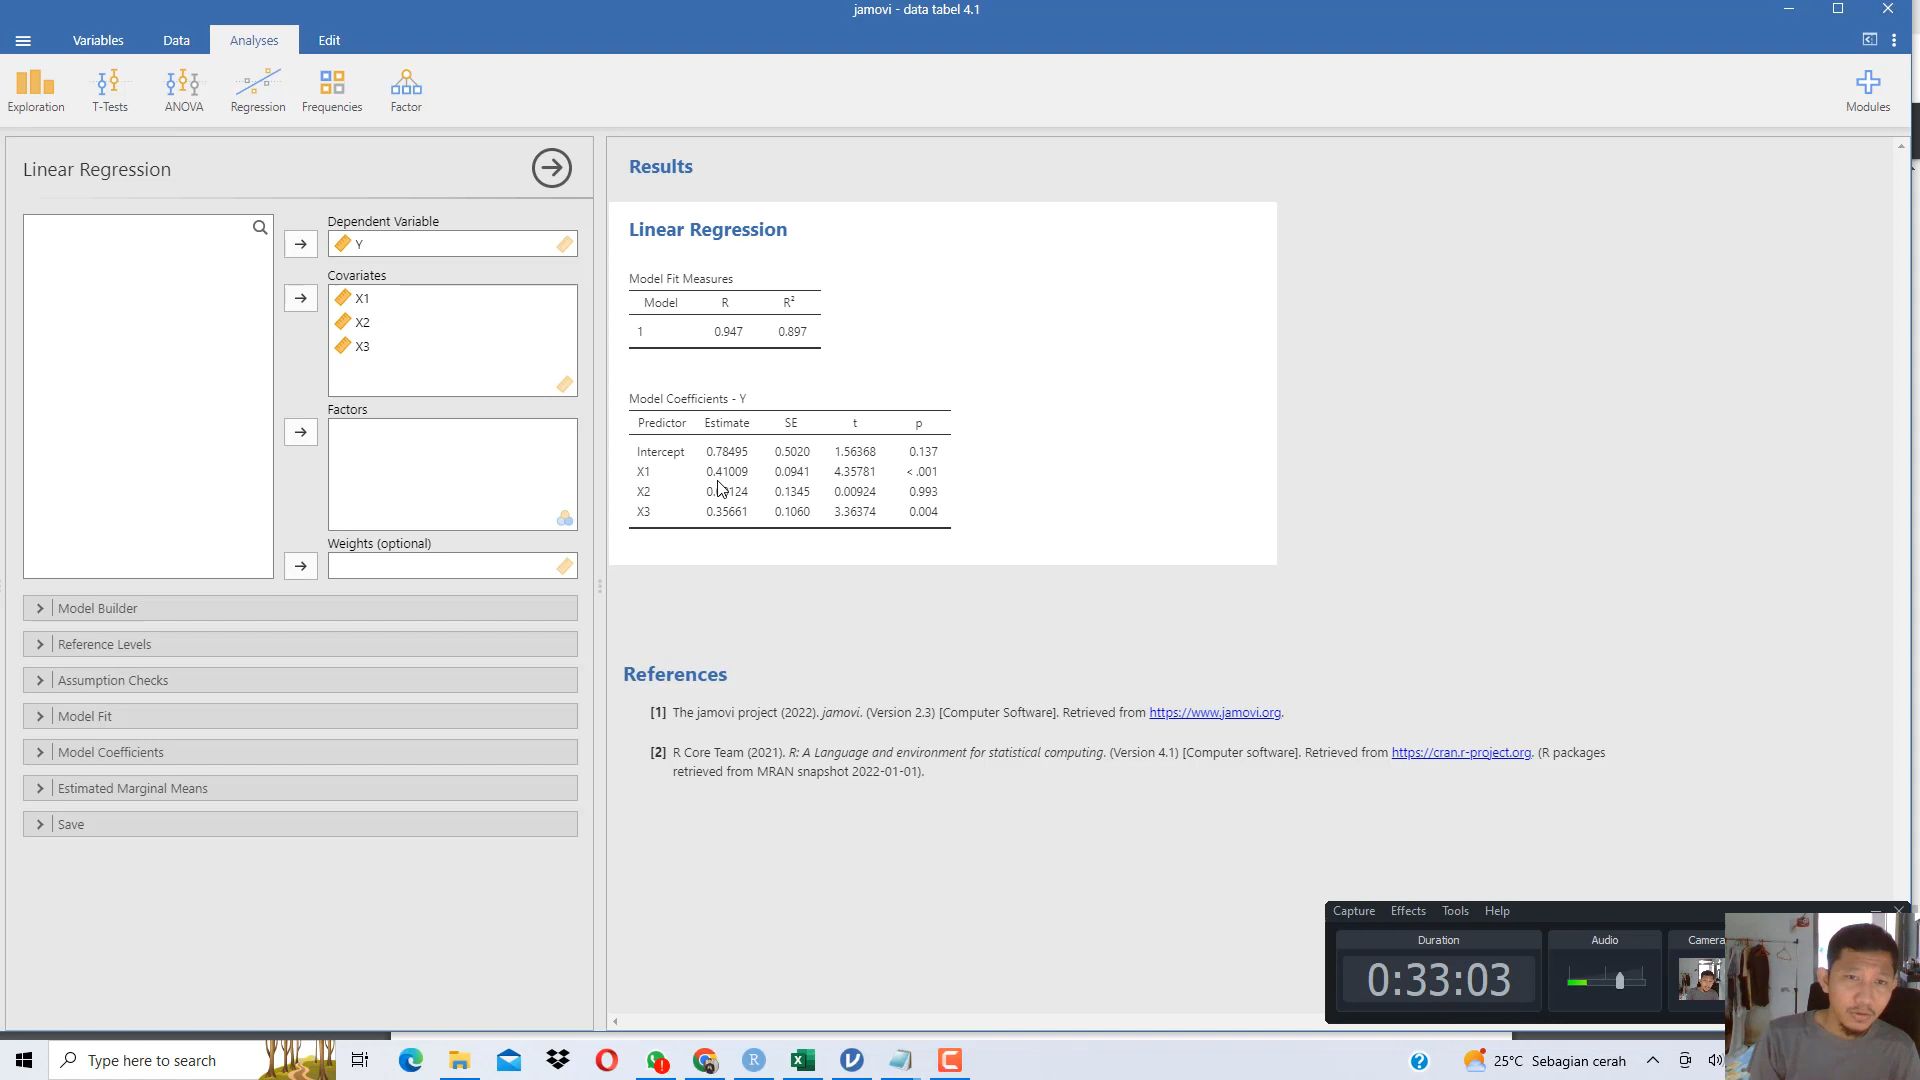 jamovi - data tabel 4.1
Variables Data Analyses Edit
Exploration T-Tests ANOVA Regression Frequencies Factor Modules
Linear Regression
Dependent Variable
Y
Covariates
X1
X2
X3
Factors
Weights (optional)
Model Builder
Reference Levels
Assumption Checks
Model Fit
Model Coefficients
Estimated Marginal Means
Save
Results
Linear Regression
Model Fit Measures
Model R R²
1 0.947 0.897
Model Coefficients - Y
Predictor Estimate SE t p
Intercept 0.78495 0.5020 1.56368 0.137
X1 0.41009 0.0941 4.35781 < .001
X2 0.1345 0.00924 0.993
X3 0.35661 0.1060 3.36374 0.004
References
[1] The jamovi project (2022). jamovi. (Version 2.3) [Computer Software]. Retrieved from https://www.jamovi.org.
[2] R Core Team (2021). R: A Language and environment for statistical computing. (Version 4.1) [Computer software]. Retrieved from https://cran.r-project.org. (R packages
retrieved from MRAN snapshot 2022-01-01).
Capture Effects Tools Help
Duration Audio Camera
0:33:03
Type here to search
25°C Sebagian cerah